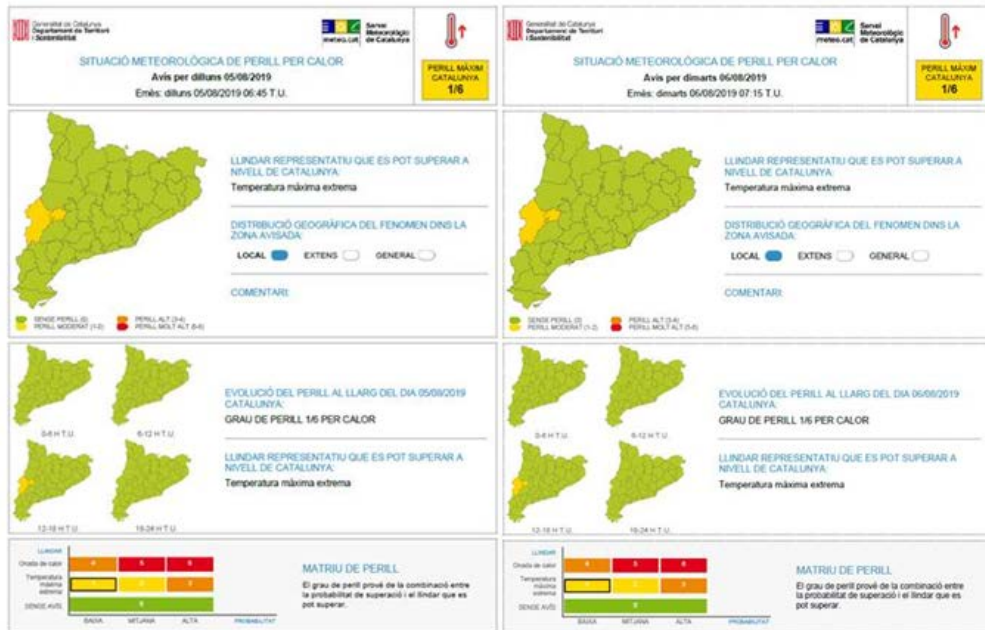 Generalitat de Catalunya
Departament de Territori
i Sostenibilitat
meteo.cat
Servei
Meteorològic
de Catalunya
SITUACIÓ METEOROLÒGICA DE PERILL PER CALOR
Avís per dilluns 05/08/2019
Emès: dilluns 05/08/2019 06:45 T.U.
PERILL MÀXIM
CATALUNYA
1/6
LLINDAR REPRESENTATIU QUE ES POT SUPERAR A
NIVELL DE CATALUNYA:
Temperatura màxima extrema
DISTRIBUCIÓ GEOGRÀFICA DEL FENOMEN DINS LA
ZONA AVISADA:
LOCAL EXTENS GENERAL
COMENTARI:
SENSE PERILL (0) PERILL ALT (3-4)
PERILL MODERAT (1-2) PERILL MOLT ALT (5-6)
0-6 H T.U. 6-12 H T.U.
12-18 H T.U. 18-24 H T.U.
EVOLUCIÓ DEL PERILL AL LLARG DEL DIA 05/08/2019
CATALUNYA:
GRAU DE PERILL 1/6 PER CALOR
LLINDAR REPRESENTATIU QUE ES POT SUPERAR A
NIVELL DE CATALUNYA:
Temperatura màxima extrema
LLINDAR
Onada de calor
Temperatura
màxima
extrema
SENSE AVÍS
BAIXA MITJANA ALTA PROBABILITAT
MATRIU DE PERILL
El grau de perill prové de la combinació entre
la probabilitat de superació i el llindar que es
pot superar.
Generalitat de Catalunya
Departament de Territori
i Sostenibilitat
meteo.cat
Servei
Meteorològic
de Catalunya
SITUACIÓ METEOROLÒGICA DE PERILL PER CALOR
Avís per dimarts 06/08/2019
Emès: dimarts 06/08/2019 07:15 T.U.
PERILL MÀXIM
CATALUNYA
1/6
LLINDAR REPRESENTATIU QUE ES POT SUPERAR A
NIVELL DE CATALUNYA:
Temperatura màxima extrema
DISTRIBUCIÓ GEOGRÀFICA DEL FENOMEN DINS LA
ZONA AVISADA:
LOCAL EXTENS GENERAL
COMENTARI:
SENSE PERILL (0) PERILL ALT (3-4)
PERILL MODERAT (1-2) PERILL MOLT ALT (5-6)
0-6 H T.U. 6-12 H T.U.
12-18 H T.U. 18-24 H T.U.
EVOLUCIÓ DEL PERILL AL LLARG DEL DIA 06/08/2019
CATALUNYA:
GRAU DE PERILL 1/6 PER CALOR
LLINDAR REPRESENTATIU QUE ES POT SUPERAR A
NIVELL DE CATALUNYA:
Temperatura màxima extrema
LLINDAR
Onada de calor
Temperatura
màxima
extrema
SENSE AVÍS
BAIXA MITJANA ALTA PROBABILITAT
MATRIU DE PERILL
El grau de perill prové de la combinació entre
la probabilitat de superació i el llindar que es
pot superar.